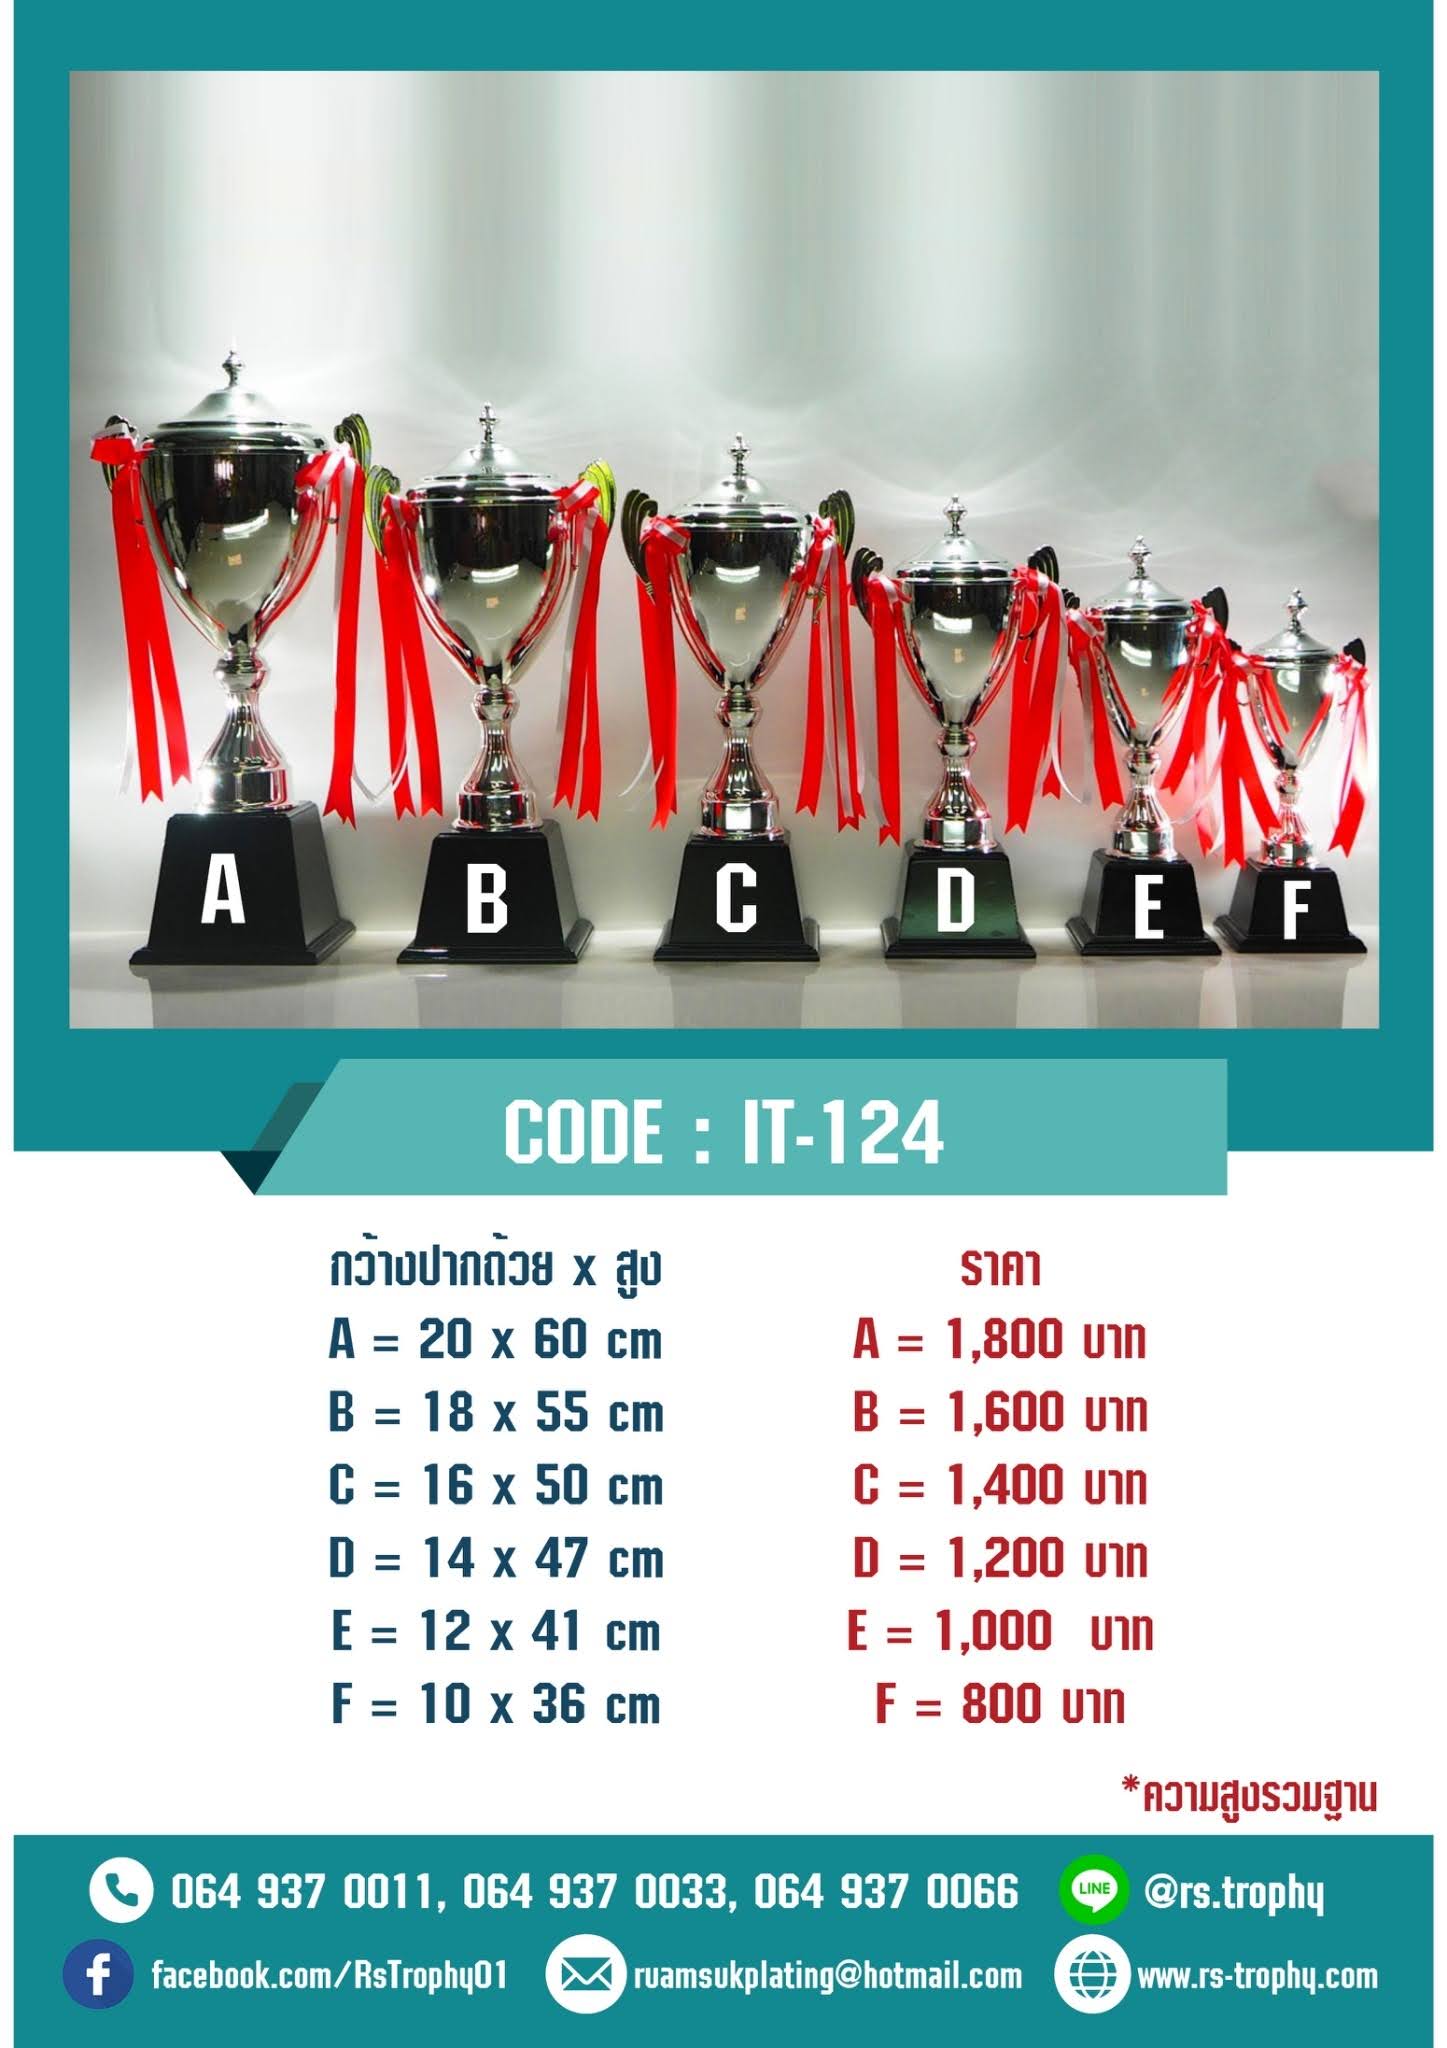 A B C D E F
CODE : IT-124
กว้างปากถ้วย x สูง
A = 20 x 60 cm
B = 18 x 55 cm
C = 16 x 50 cm
D = 14 x 47 cm
E = 12 x 41 cm
F = 10 x 36 cm
ราคา
A = 1,800 บาท
B = 1,600 บาท
C = 1,400 บาท
D = 1,200 บาท
E = 1,000 บาท
F = 800 บาท
*ความสูงรวมฐาน
064 937 0011, 064 937 0033, 064 937 0066 LINE @rs.trophy
f facebook.com/RsTrophy01 ruamsukplating@hotmail.com www.rs-trophy.com